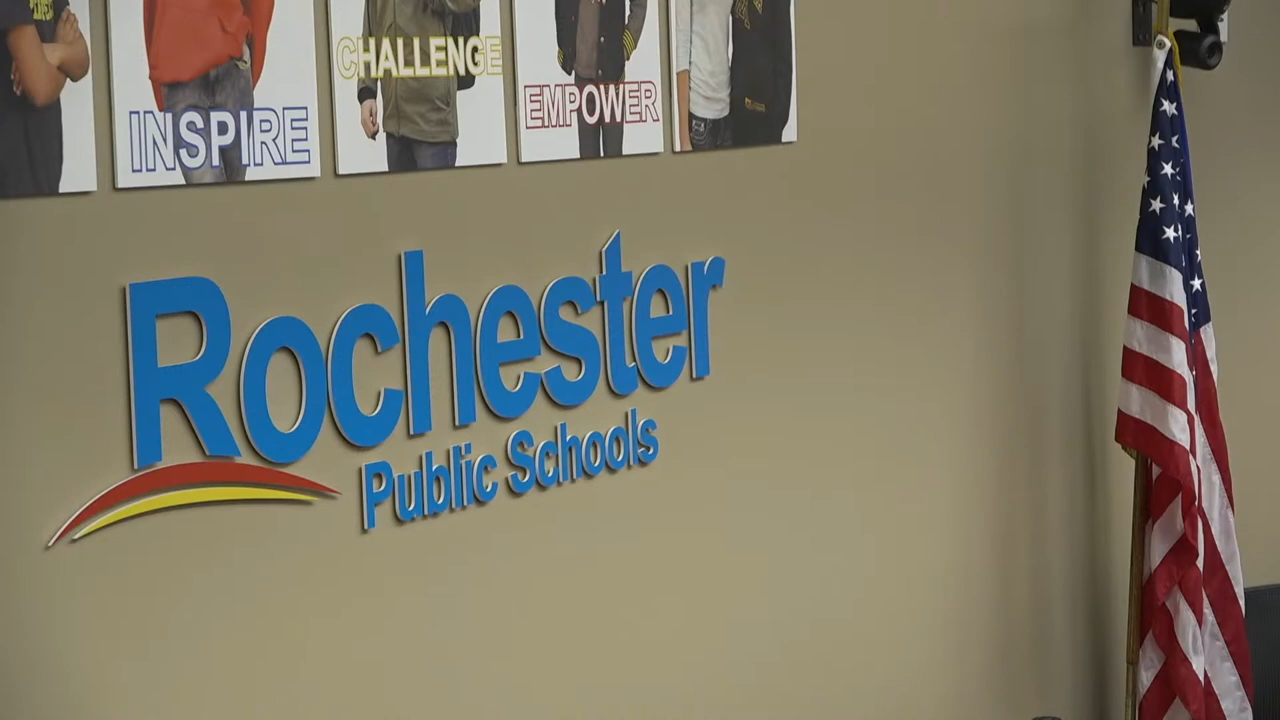 INSPIRE
CHALLENGE
EMPOWER
Rochester
Public Schools